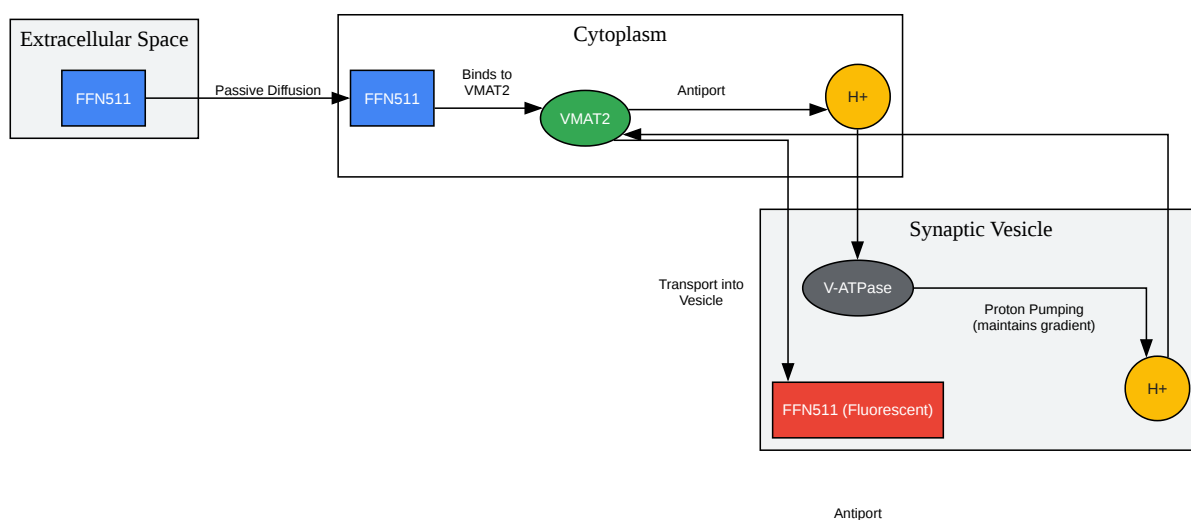 Extracellular Space
FFN511
Passive Diffusion
Cytoplasm
FFN511
Binds to
VMAT2
VMAT2
Antiport
H+
Synaptic Vesicle
Transport into
Vesicle
V-ATPase
Proton Pumping
(maintains gradient)
H+
FFN511 (Fluorescent)
Antiport